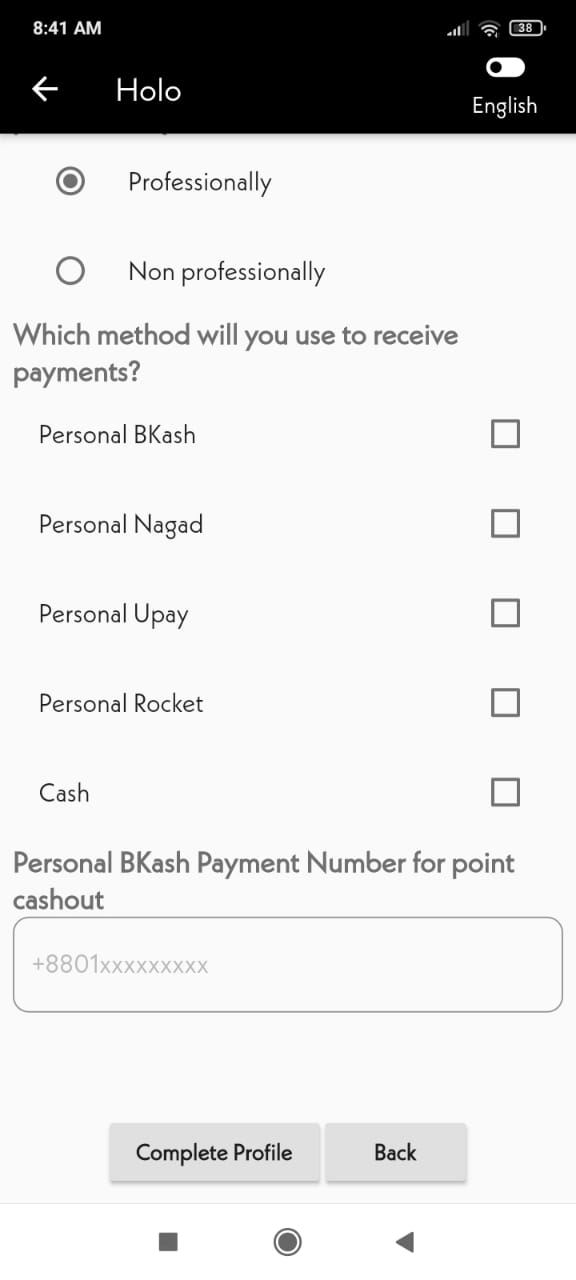 8:41 AM
38
Holo
English
Professionally
Non professionally
Which method will you use to receive
payments?
Personal BKash
Personal Nagad
Personal Upay
Personal Rocket
Cash
Personal BKash Payment Number for point
cashout
+8801xxxxxxxxx
Complete Profile
Back